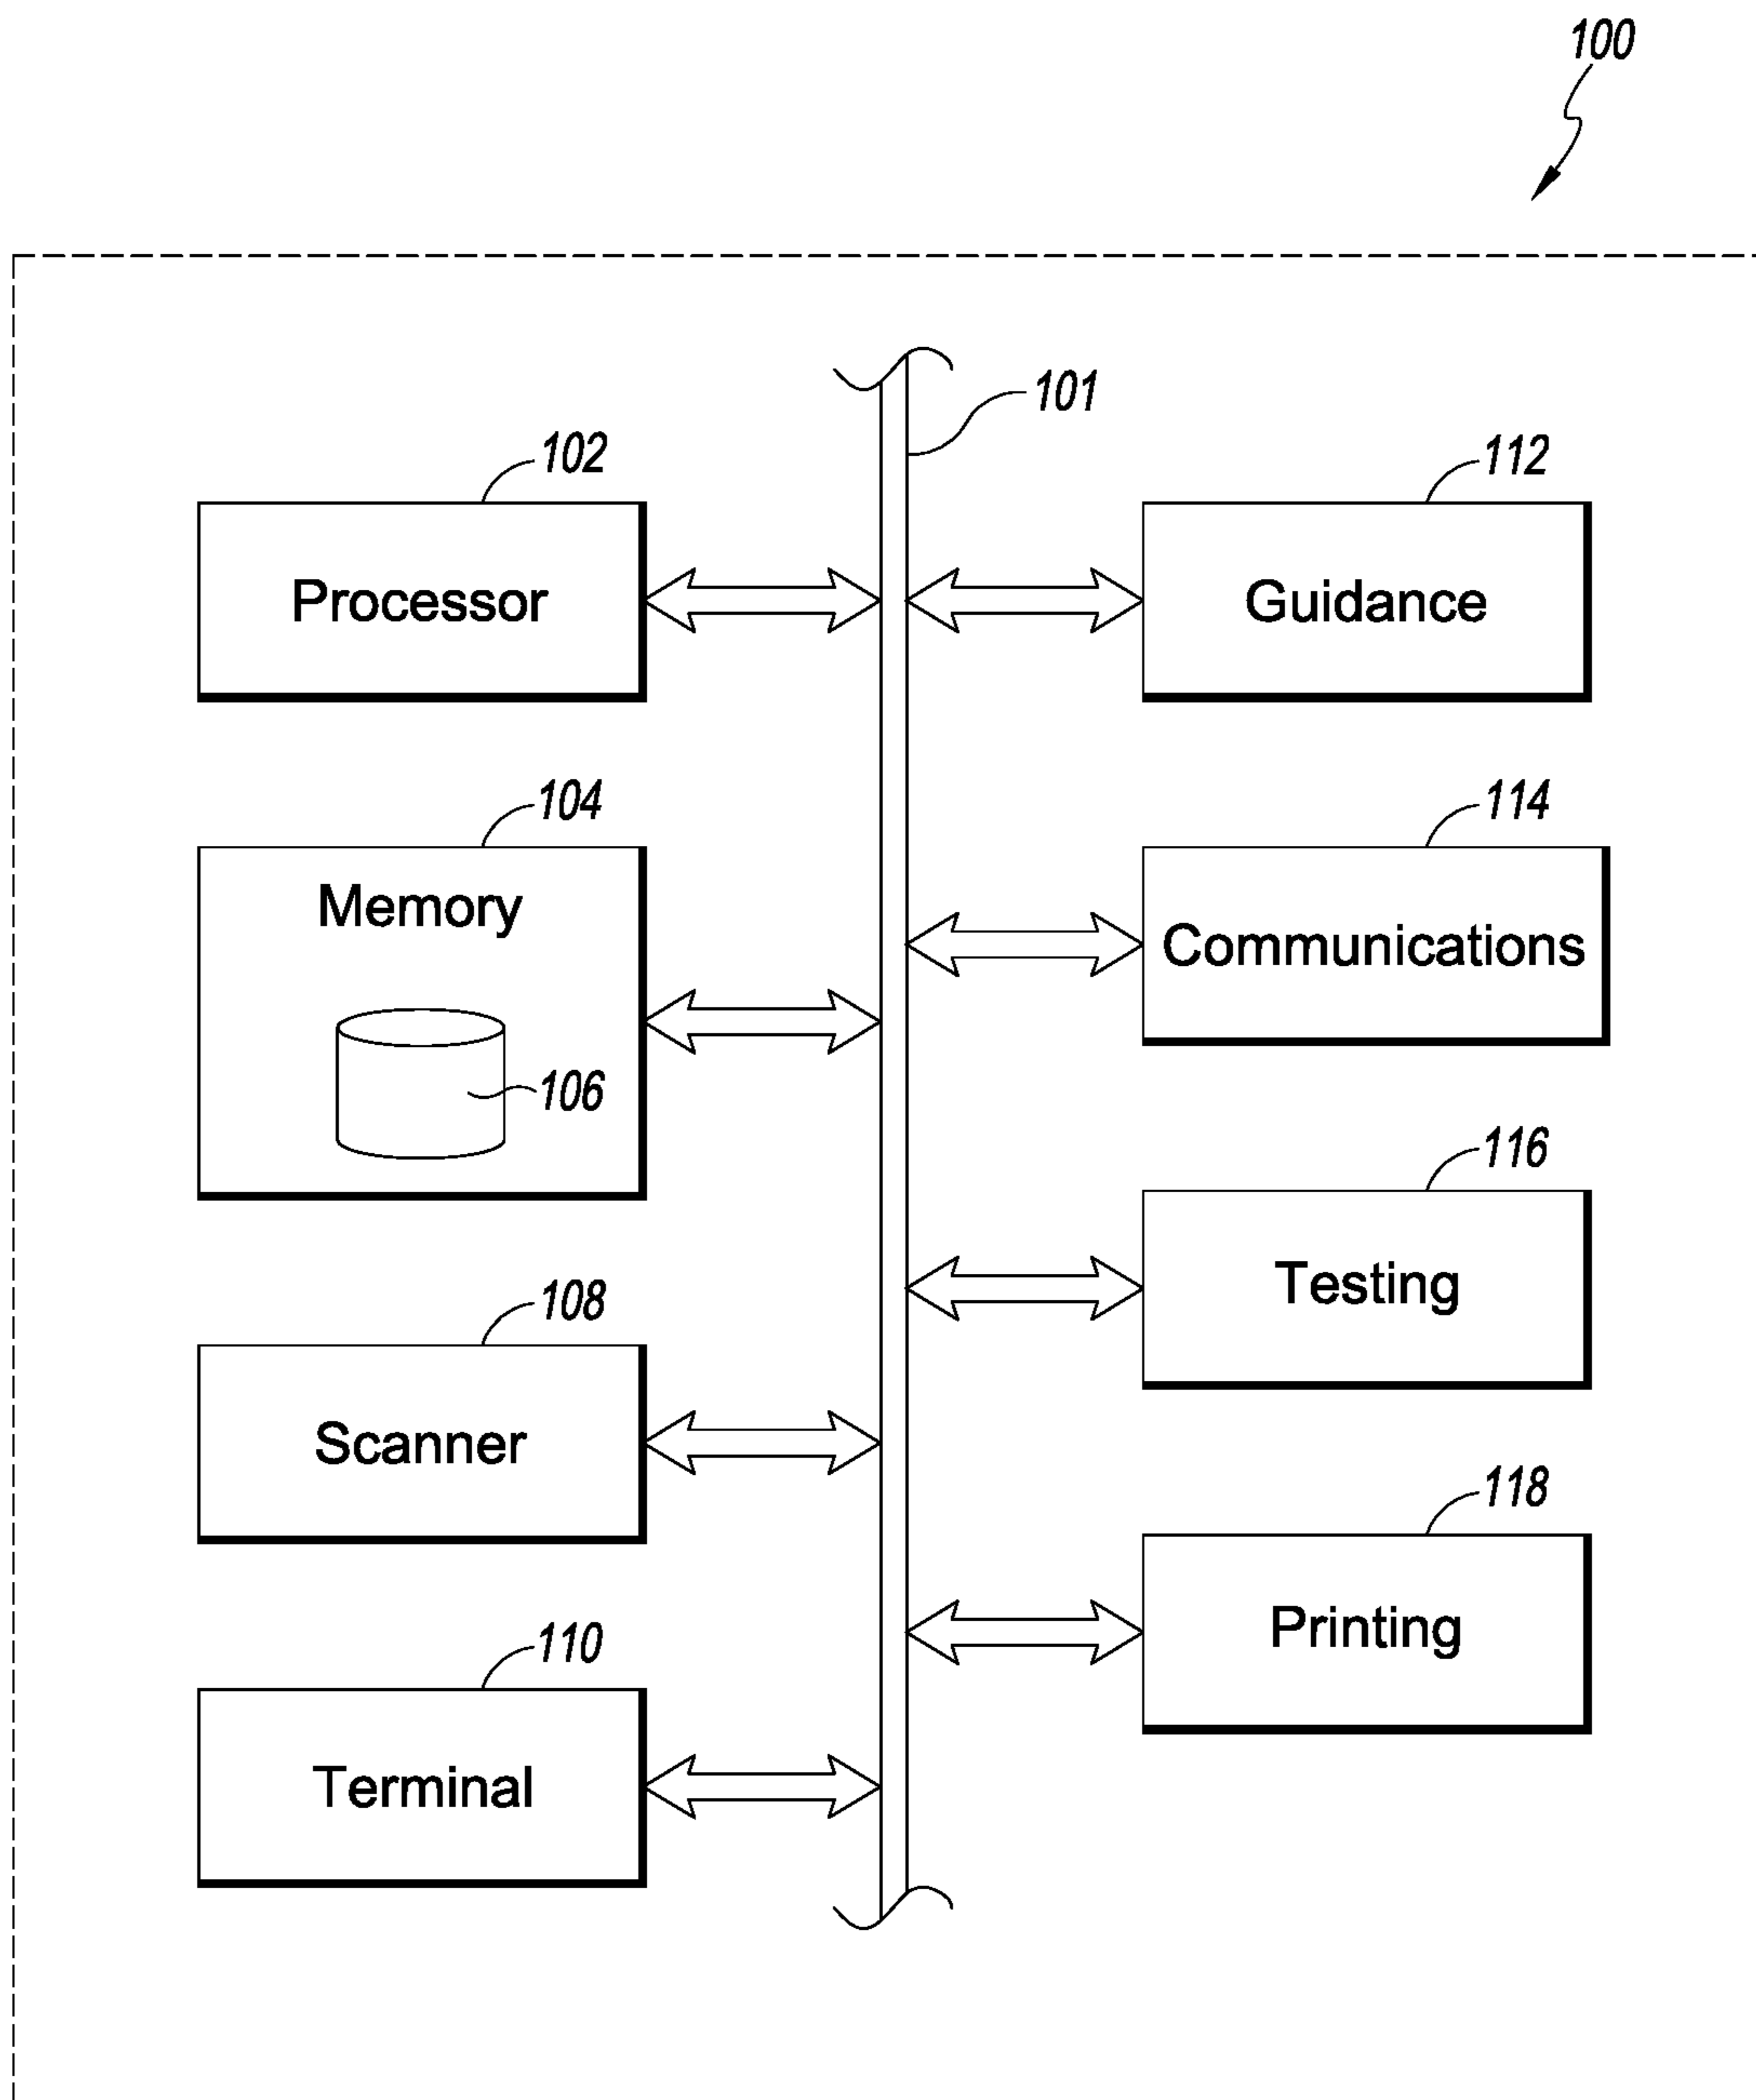 100
101
102
Processor
112
Guidance
104
Memory
106
114
Communications
108
Scanner
116
Testing
110
Terminal
118
Printing